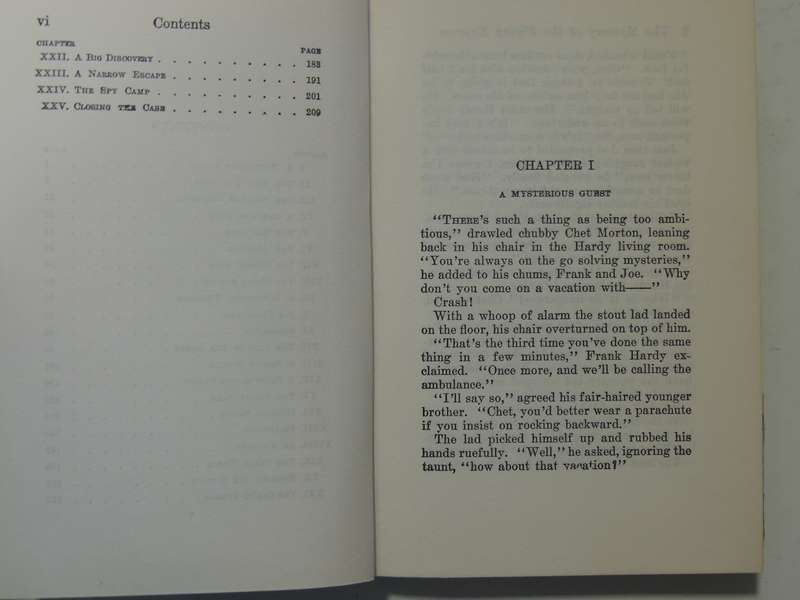 vi Contents
CHAPTER PAGE
XXII. A Big Discovery . . . . . . . . . . 183
XXIII. A Narrow Escape . . . . . . . . . 191
XXIV. The Spy Camp . . . . . . . . . . 201
XXV. Closing the Case . . . . . . . . . 209
CHAPTER I
A MYSTERIOUS GUEST
“There’s such a thing as being too ambi-
tious,” drawled chubby Chet Morton, leaning
back in his chair in the Hardy living room.
“You’re always on the go solving mysteries,”
he added to his chums, Frank and Joe. “Why
don’t you come on a vacation with——”
Crash!
With a whoop of alarm the stout lad landed
on the floor, his chair overturned on top of him.
“That’s the third time you’ve done the same
thing in a few minutes,” Frank Hardy ex-
claimed. “Once more, and we’ll be calling the
ambulance.”
“I’ll say so,” agreed his fair-haired younger
brother. “Chet, you’d better wear a parachute
if you insist on rocking backward.”
The lad picked himself up and rubbed his
hands ruefully. “Well,” he asked, ignoring the
taunt, “how about that vacation?”